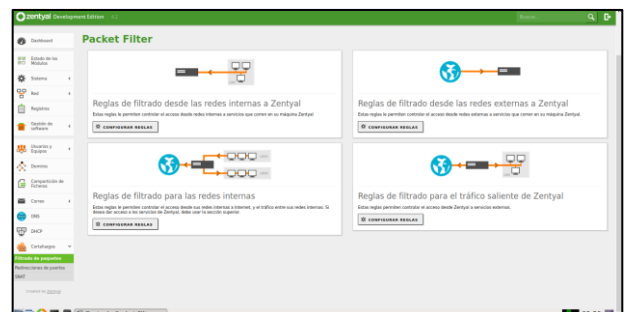 zentyal Development Edition 6.2
Buscar...
Packet Filter
Dashboard
Estado de los
Módulos
Sistema
Red
Registros
Gestión de
software
Usuarios y
Equipos
Dominio
Compartición de
Ficheros
Correo
DNS
DHCP
Cortafuegos
Filtrado de paquetes
Redirecciones de puertos
SNAT
Reglas de filtrado desde las redes internas a Zentyal
Estas reglas le permiten controlar el acceso desde redes internas a servicios que corren en su máquina Zentyal
CONFIGURAR REGLAS
Reglas de filtrado desde las redes externas a Zentyal
Estas reglas le permiten controlar el acceso desde redes externas a servicios que corren en su máquina Zentyal
CONFIGURAR REGLAS
Reglas de filtrado para las redes internas
Estas reglas le permiten controlar el acceso desde sus redes internas a Internet, y el tráfico entre sus redes internas. Si
desea dar acceso a los servicios de Zentyal, debe usar la sección superior.
CONFIGURAR REGLAS
Reglas de filtrado para el tráfico saliente de Zentyal
Estas reglas permiten controlar el acceso desde Zentyal a servicios externos.
CONFIGURAR REGLAS